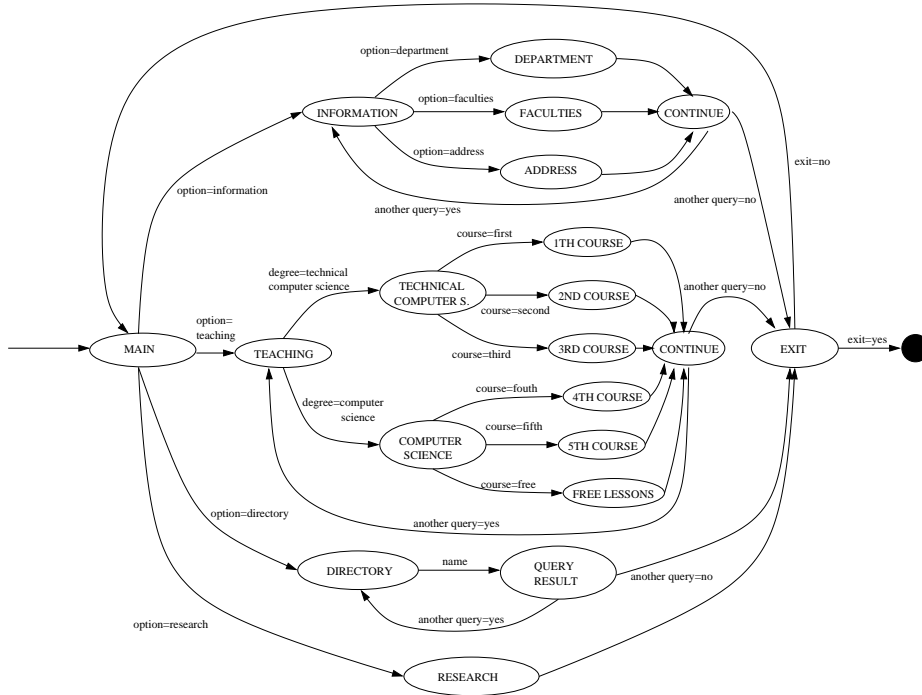 option=department
DEPARTMENT
INFORMATION
option=faculties
FACULTIES
CONTINUE
option=address
ADDRESS
exit=no
option=information
another query=yes
another query=no
course=first
1TH COURSE
degree=technical
computer science
TECHNICAL
COMPUTER S.
2ND COURSE
another query=no
course=second
option=
teaching
MAIN
TEACHING
course=third
3RD COURSE
CONTINUE
EXIT
exit=yes
degree=computer
science
course=fouth
4TH COURSE
COMPUTER
SCIENCE
course=fifth
5TH COURSE
course=free
FREE LESSONS
option=directory
another query=yes
DIRECTORY
name
QUERY
RESULT
another query=no
another query=yes
option=research
RESEARCH